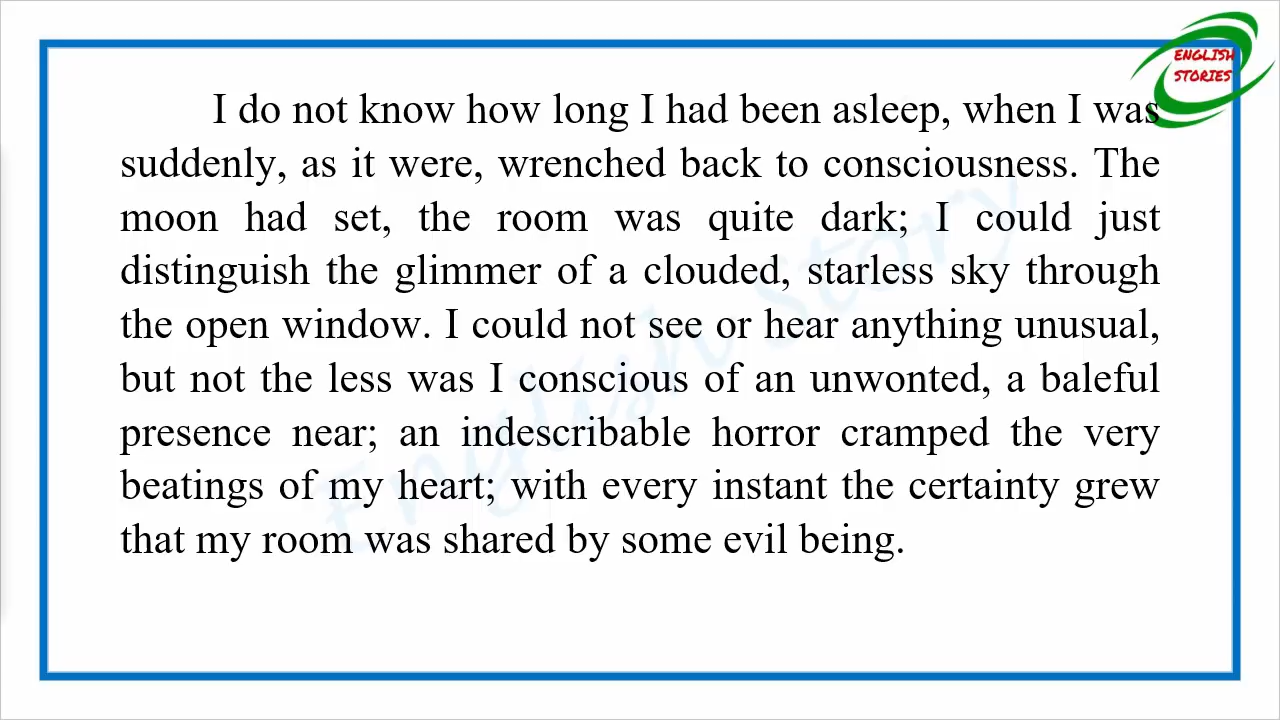 ENGLISH
STORIES
I do not know how long I had been asleep, when I was
suddenly, as it were, wrenched back to consciousness. The
moon had set, the room was quite dark; I could just
distinguish the glimmer of a clouded, starless sky through
the open window. I could not see or hear anything unusual,
but not the less was I conscious of an unwonted, a baleful
presence near; an indescribable horror cramped the very
beatings of my heart; with every instant the certainty grew
that my room was shared by some evil being.
English Story